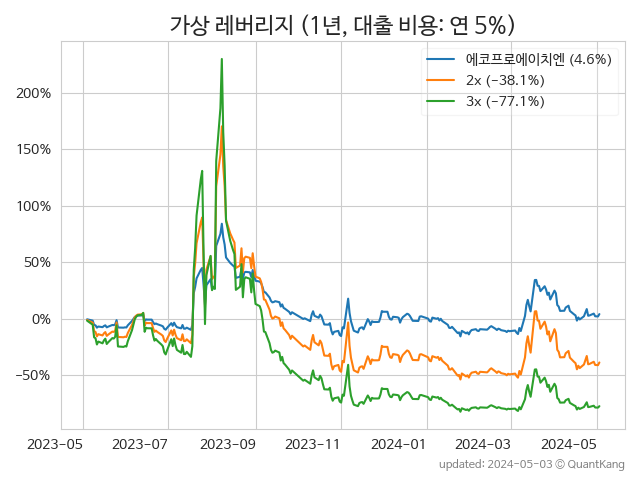 가상 레버리지 (1년, 대출 비용: 연 5%)
에코프로에이치엔 (4.6%)
2x (−38.1%)
3x (−77.1%)
200%
150%
100%
50%
0%
−50%
2023-05 2023-07 2023-09 2023-11 2024-01 2024-03 2024-05
updated: 2024-05-03 © QuantKang